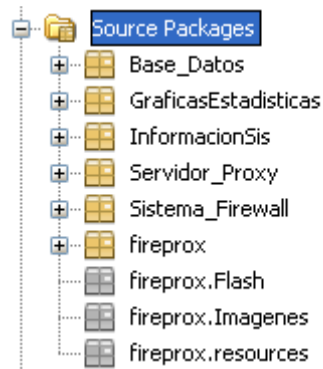 Source Packages
Base_Datos
GraficasEstadisticas
InformacionSis
Servidor_Proxy
Sistema_Firewall
fireprox
fireprox.Flash
fireprox.Imagenes
fireprox.resources